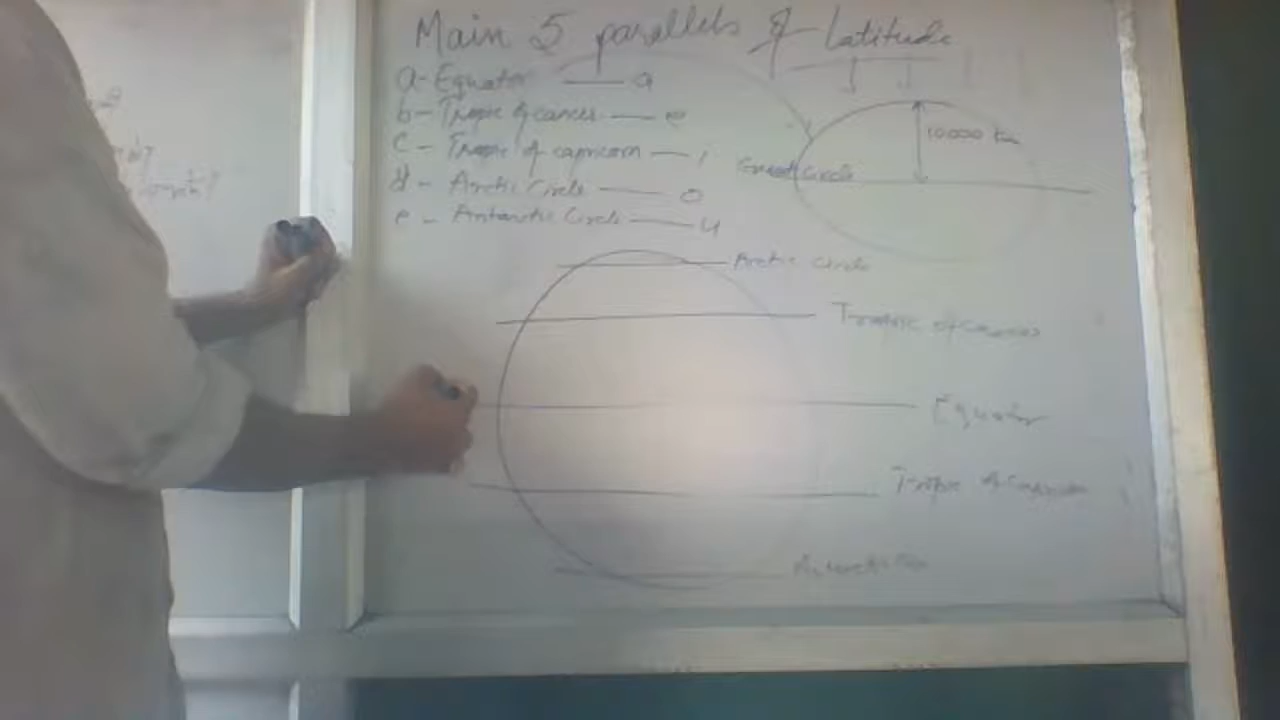 Main 5 parallels of Latitude
a- Equator — a
b- Tropic of cancer — e
C - Tropic of capricorn — i
d - Arctic Circle — o
e - Antarctic Circle — u
10.000 km
Great Circle
Arctic Circle
Tropic of cancer
Equator
Tropic of Capricorn